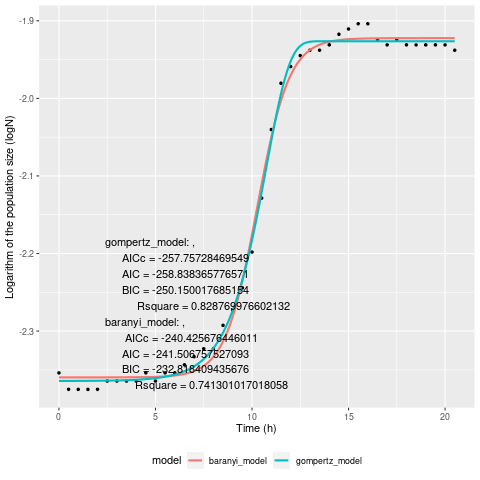 -1.9
-2.0
-2.1
-2.2
-2.3
Logarithm of the population size (logN)
gompertz_model: ,
AICc = -257.75728469549
AIC = -258.838365776571
BIC = -250.150017685154
Rsquare = 0.828769976602132
baranyi_model: ,
AICc = -240.425676446011
AIC = -241.506757527093
BIC = -232.818409435676
Rsquare = 0.741301017018058
0 5 10 15 20
Time (h)
model baranyi_model gompertz_model